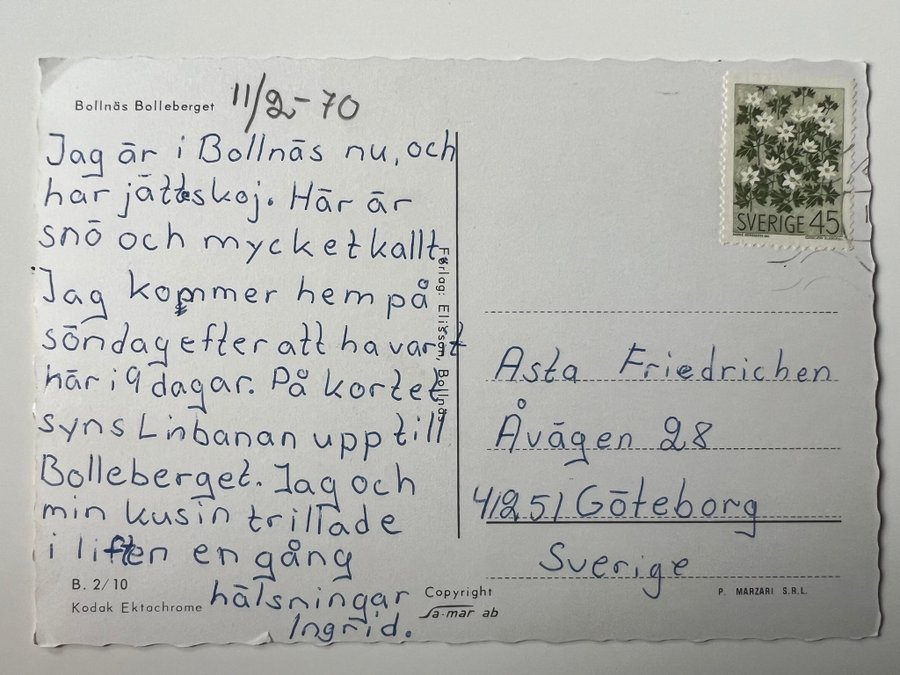 Bollnäs Bolleberget
11/2-70
Jag är i Bollnäs nu, och
har jätteskoj. Här är
snö och mycket kallt.
Jag kommer hem på
söndag efter att ha varit
här i 9 dagar. På kortet
syns Linbanan upp till
Bolleberget. Jag och
min kusin trillade
i liften en gång
hälsningar
Ingrid.
B. 2/10
Kodak Ektachrome
Förlag: Elisson, Bollnäs
Copyright
Sa-mar ab
SVERIGE 45
Asta Friedrichen
Åvägen 28
41251 Göteborg
Sverige
P. MARZARI S.R.L.